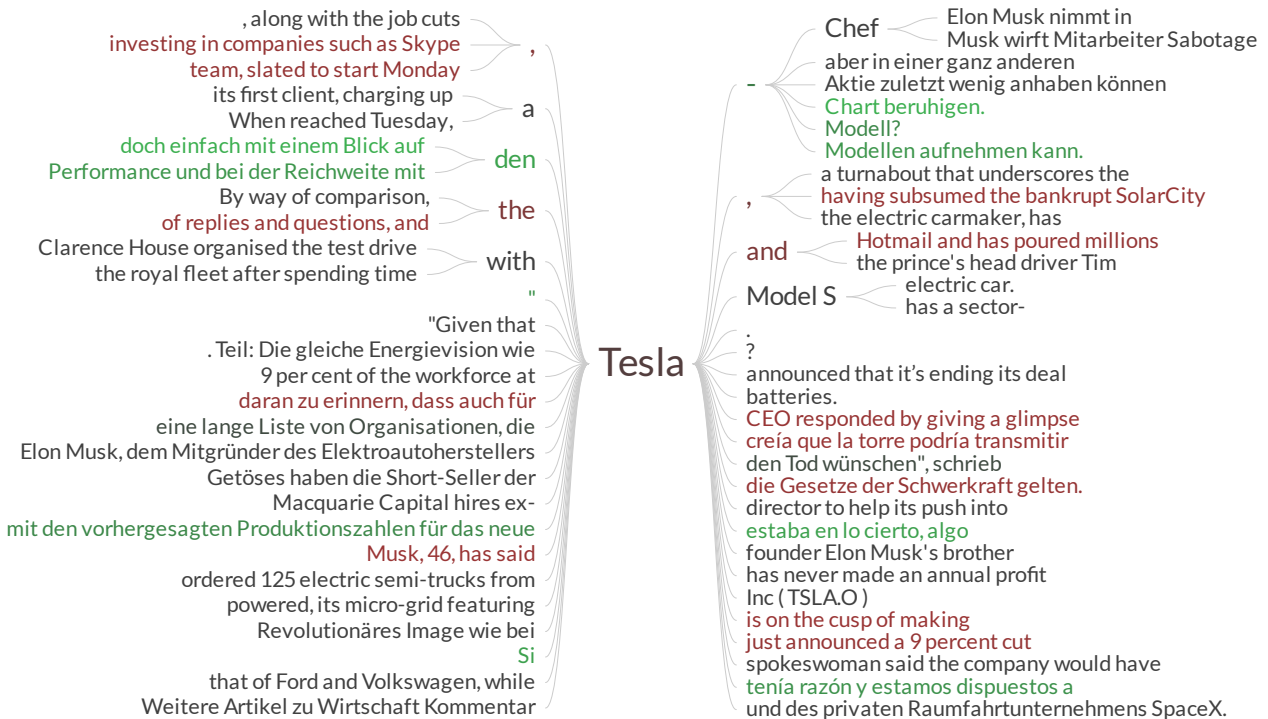 , along with the job cuts
investing in companies such as Skype
team, slated to start Monday
,
its first client, charging up
When reached Tuesday,
a
doch einfach mit einem Blick auf
Performance und bei der Reichweite mit
den
By way of comparison,
of replies and questions, and
the
Clarence House organised the test drive
the royal fleet after spending time
with
"
"Given that
. Teil: Die gleiche Energievision wie
9 per cent of the workforce at
daran zu erinnern, dass auch für
eine lange Liste von Organisationen, die
Elon Musk, dem Mitgründer des Elektroautoherstellers
Getöses haben die Short-Seller der
Macquarie Capital hires ex-
mit den vorhergesagten Produktionszahlen für das neue
Musk, 46, has said
ordered 125 electric semi-trucks from
powered, its micro-grid featuring
Revolutionäres Image wie bei
Si
that of Ford and Volkswagen, while
Weitere Artikel zu Wirtschaft Kommentar
Tesla
-
Chef
Elon Musk nimmt in
Musk wirft Mitarbeiter Sabotage
aber in einer ganz anderen
Aktie zuletzt wenig anhaben können
Chart beruhigen.
Modell?
Modellen aufnehmen kann.
,
a turnabout that underscores the
having subsumed the bankrupt SolarCity
the electric carmaker, has
and
Hotmail and has poured millions
the prince's head driver Tim
Model S
electric car.
has a sector-
.
?
announced that it’s ending its deal
batteries.
CEO responded by giving a glimpse
creía que la torre podría transmitir
den Tod wünschen", schrieb
die Gesetze der Schwerkraft gelten.
director to help its push into
estaba en lo cierto, algo
founder Elon Musk's brother
has never made an annual profit
Inc ( TSLA.O )
is on the cusp of making
just announced a 9 percent cut
spokeswoman said the company would have
tenía razón y estamos dispuestos a
und des privaten Raumfahrtunternehmens SpaceX.